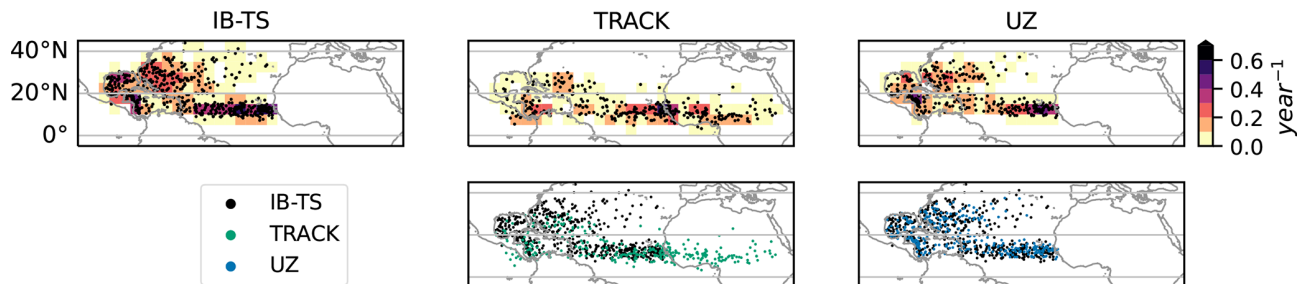 IB-TS TRACK UZ
40°N
20°N
0°
0.6
0.4
0.2
0.0
year⁻¹
IB-TS
TRACK
UZ